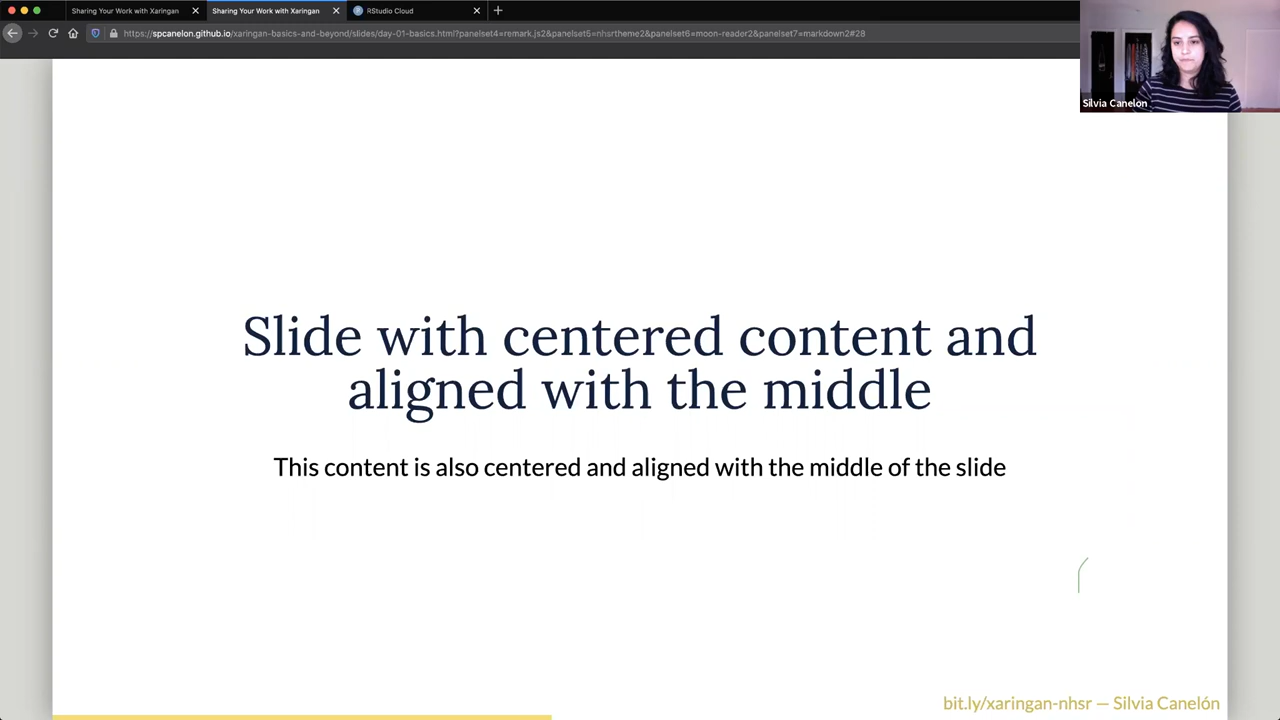 Sharing Your Work with Xaringan
Sharing Your Work with Xaringan
RStudio Cloud
https://spcanelon.github.io/xaringan-basics-and-beyond/slides/day-01-basics.html?panelset4=remark.js2&panelset5=nhsrtheme2&panelset6=moon-reader2&panelset7=markdown2#28
Silvia Canelon
Slide with centered content and
aligned with the middle
This content is also centered and aligned with the middle of the slide
bit.ly/xaringan-nhsr — Silvia Canelón